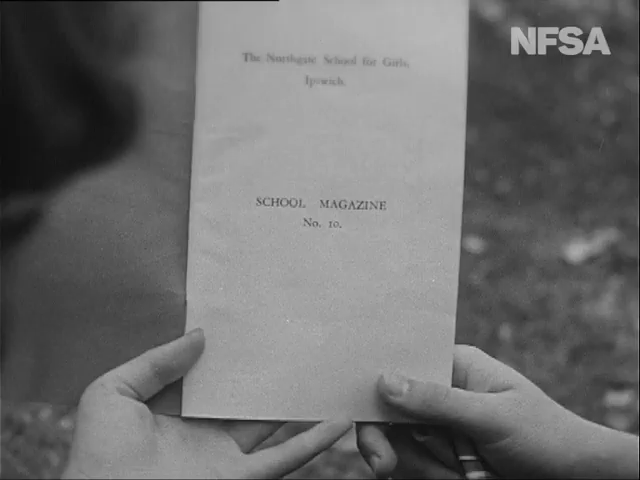 NFSA
The Northgate School for Girls.
Ipswich.
SCHOOL MAGAZINE
No. 10.